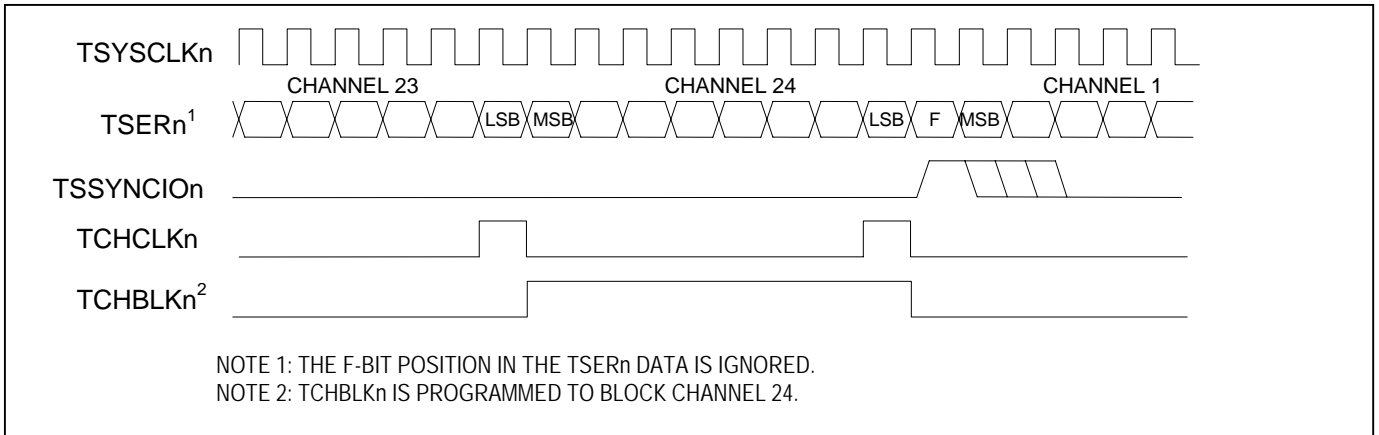 TSYSCLKn
CHANNEL 23 CHANNEL 24 CHANNEL 1
TSERn1 LSB MSB LSB F MSB
TSSYNCIOn
TCHCLKn
TCHBLKn2
NOTE 1: THE F-BIT POSITION IN THE TSERn DATA IS IGNORED.
NOTE 2: TCHBLKn IS PROGRAMMED TO BLOCK CHANNEL 24.